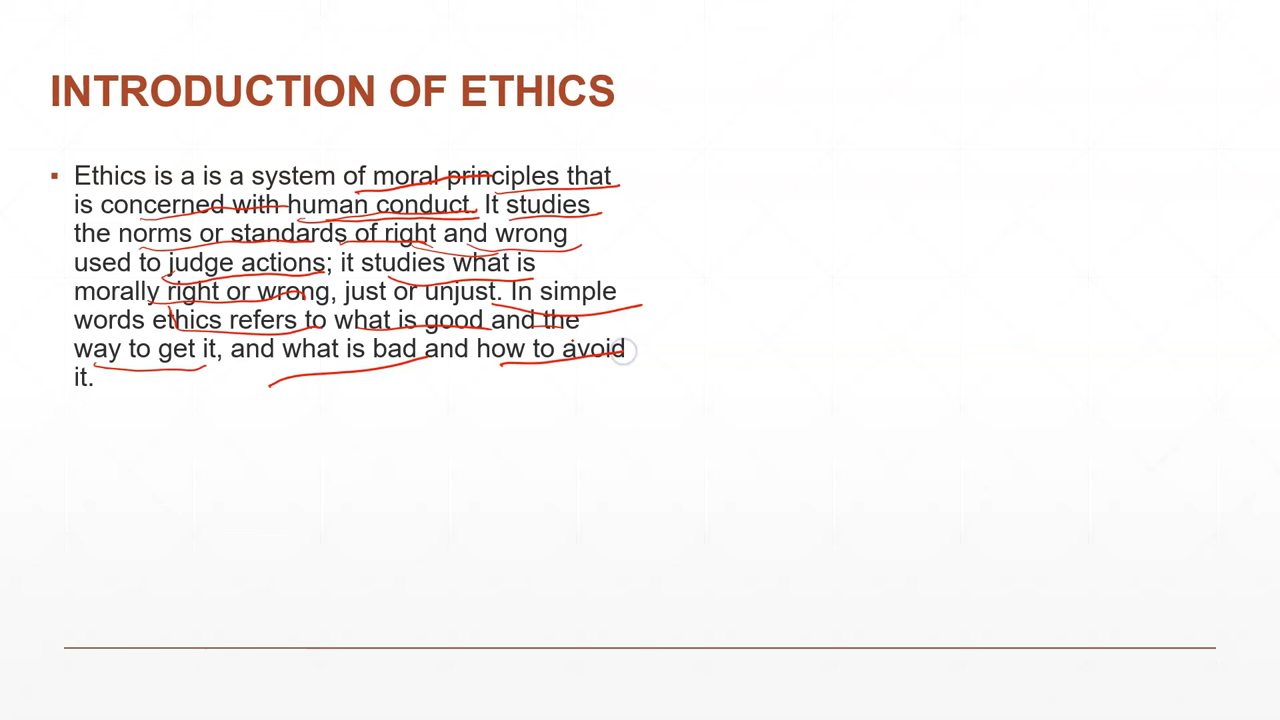 INTRODUCTION OF ETHICS
Ethics is a is a system of moral principles that
is concerned with human conduct. It studies
the norms or standards of right and wrong
used to judge actions; it studies what is
morally right or wrong, just or unjust. In simple
words ethics refers to what is good and the
way to get it, and what is bad and how to avoid
it.